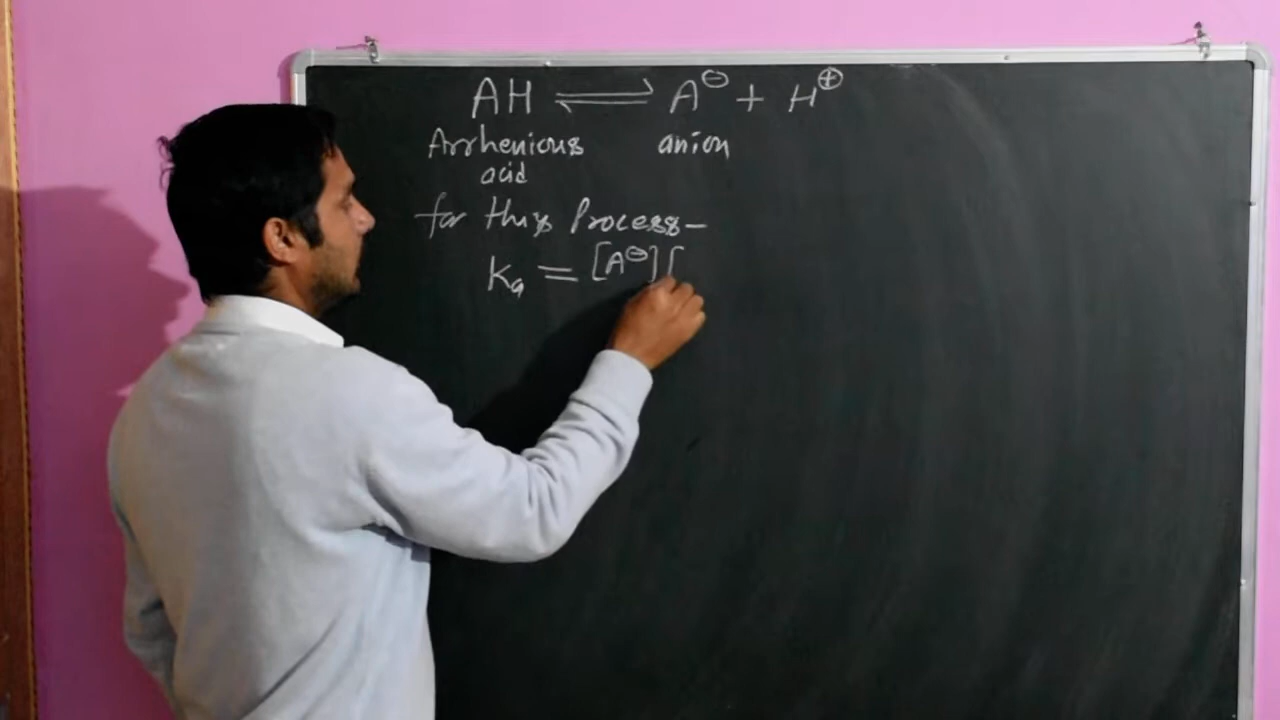 AH ⇌ A⊖ + H⊕
Arrhenious anion
acid
for this Process-
Ka = [A⊖][